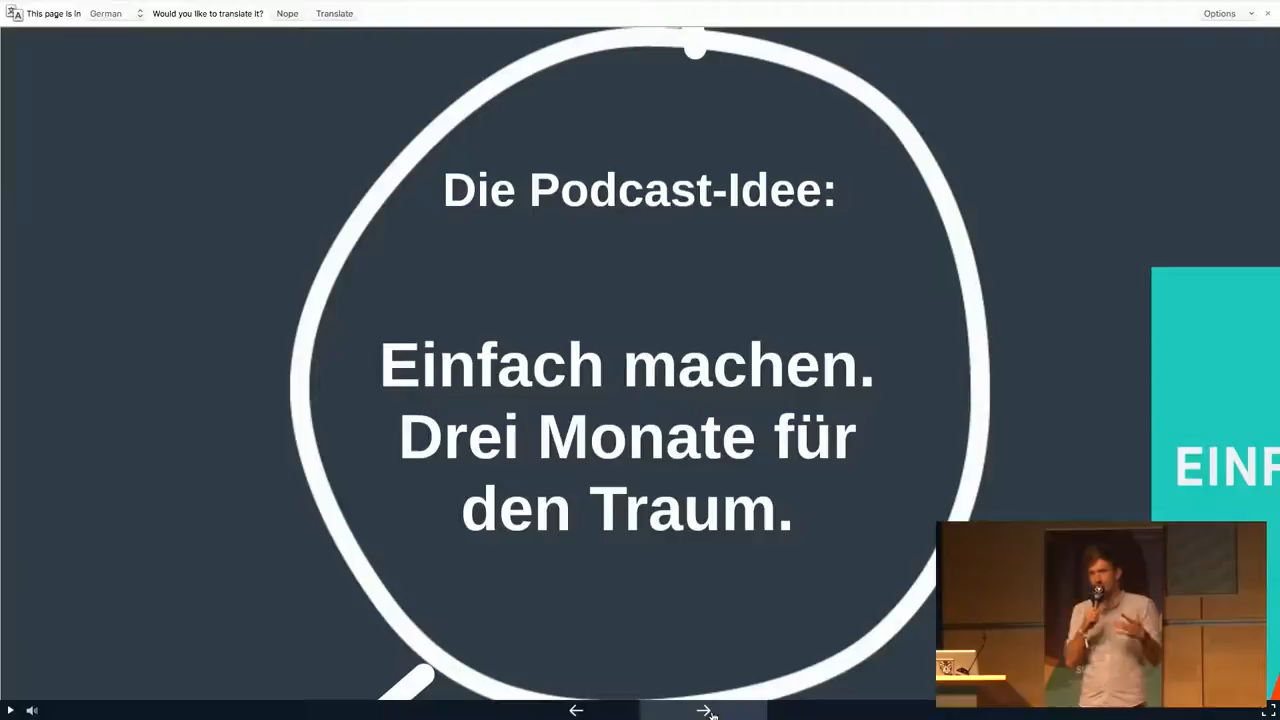 This page is in German Would you like to translate it? Nope Translate Options
Die Podcast-Idee:
Einfach machen.
Drei Monate für
den Traum.
EINF